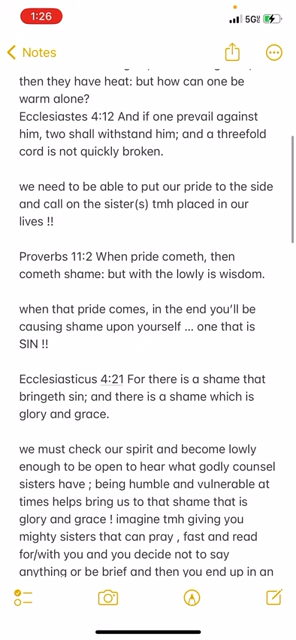 1:26
5G
Notes
then they have heat: but how can one be
warm alone?
Ecclesiastes 4:12 And if one prevail against
him, two shall withstand him; and a threefold
cord is not quickly broken.
we need to be able to put our pride to the side
and call on the sister(s) tmh placed in our
lives !!
Proverbs 11:2 When pride cometh, then
cometh shame: but with the lowly is wisdom.
when that pride comes, in the end you'll be
causing shame upon yourself ... one that is
SIN !!
Ecclesiasticus 4:21 For there is a shame that
bringeth sin; and there is a shame which is
glory and grace.
we must check our spirit and become lowly
enough to be open to hear what godly counsel
sisters have ; being humble and vulnerable at
times helps bring us to that shame that is
glory and grace ! imagine tmh giving you
mighty sisters that can pray , fast and read
for/with you and you decide not to say
anything or be brief and then you end up in an